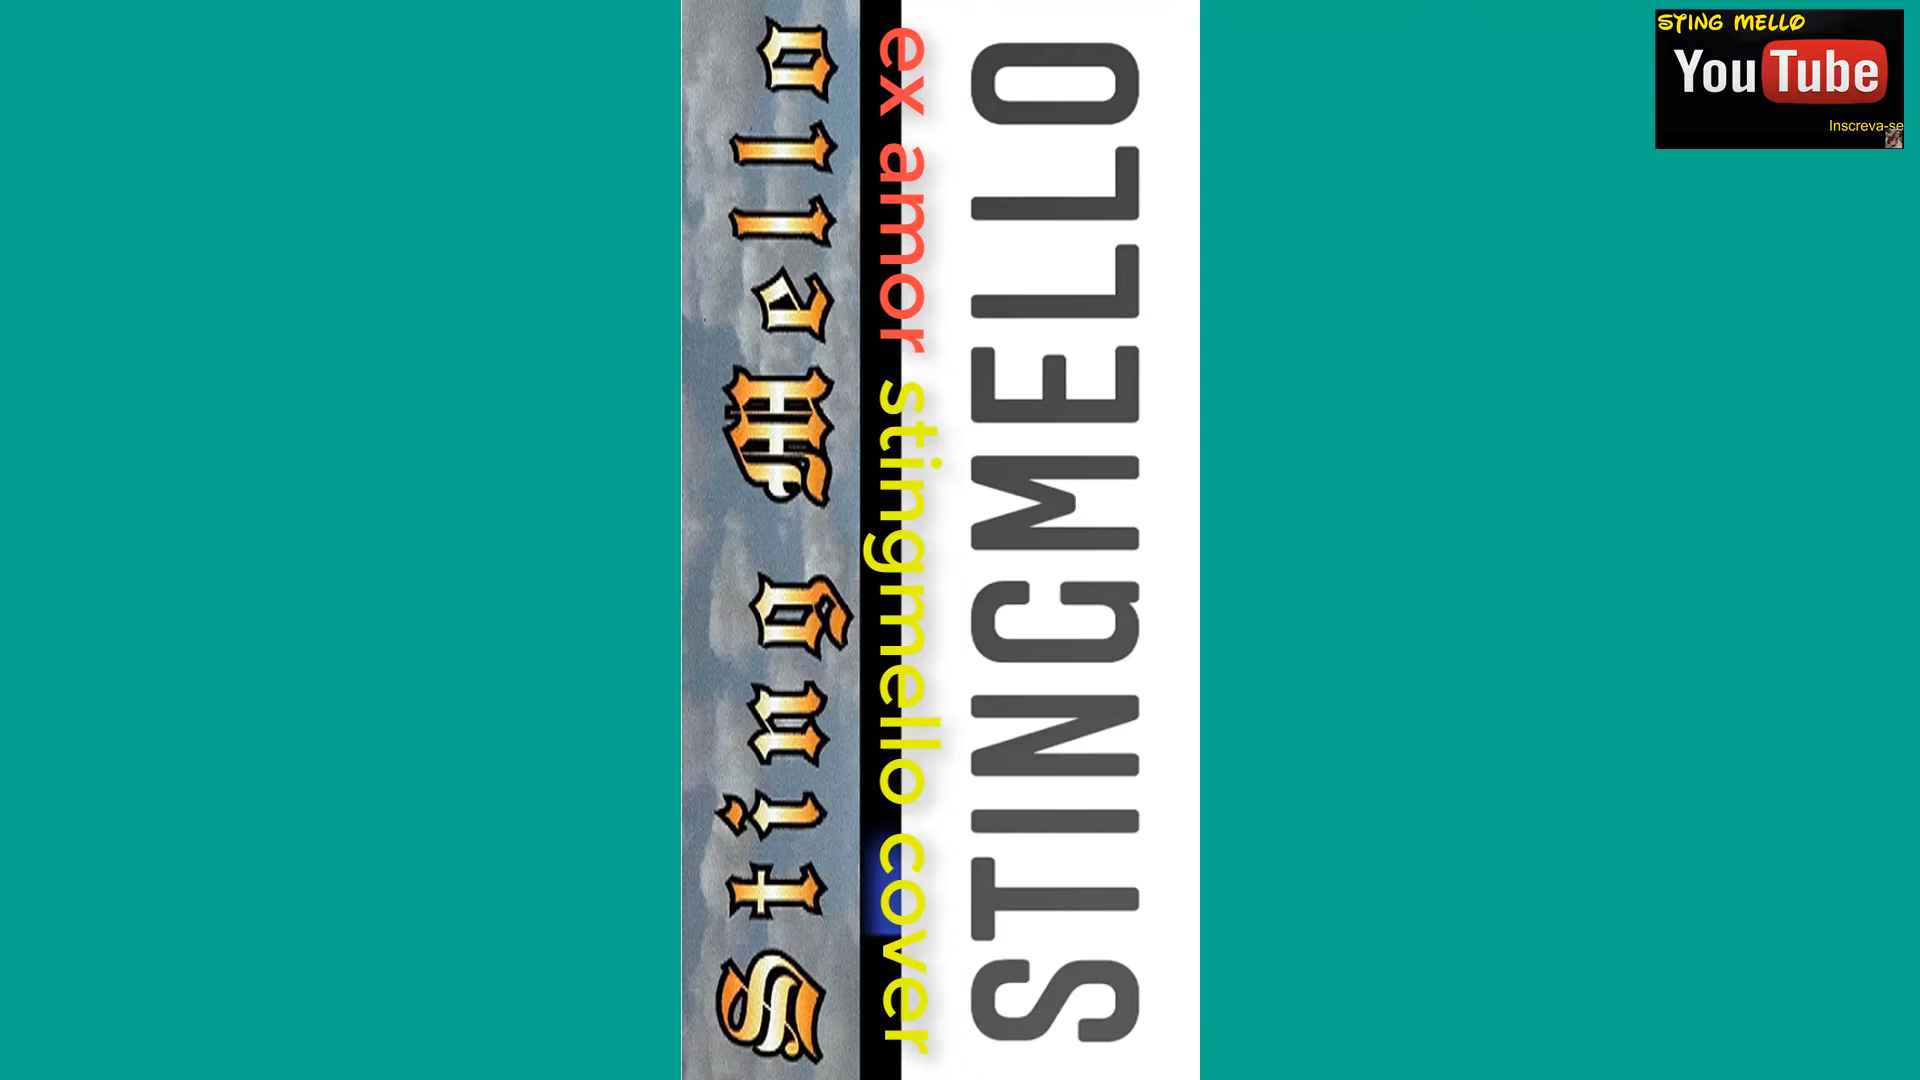 Sting Mello
ex amor stingmello cover
STINGMELLO
STING MELLO
YouTube
Inscreva-se